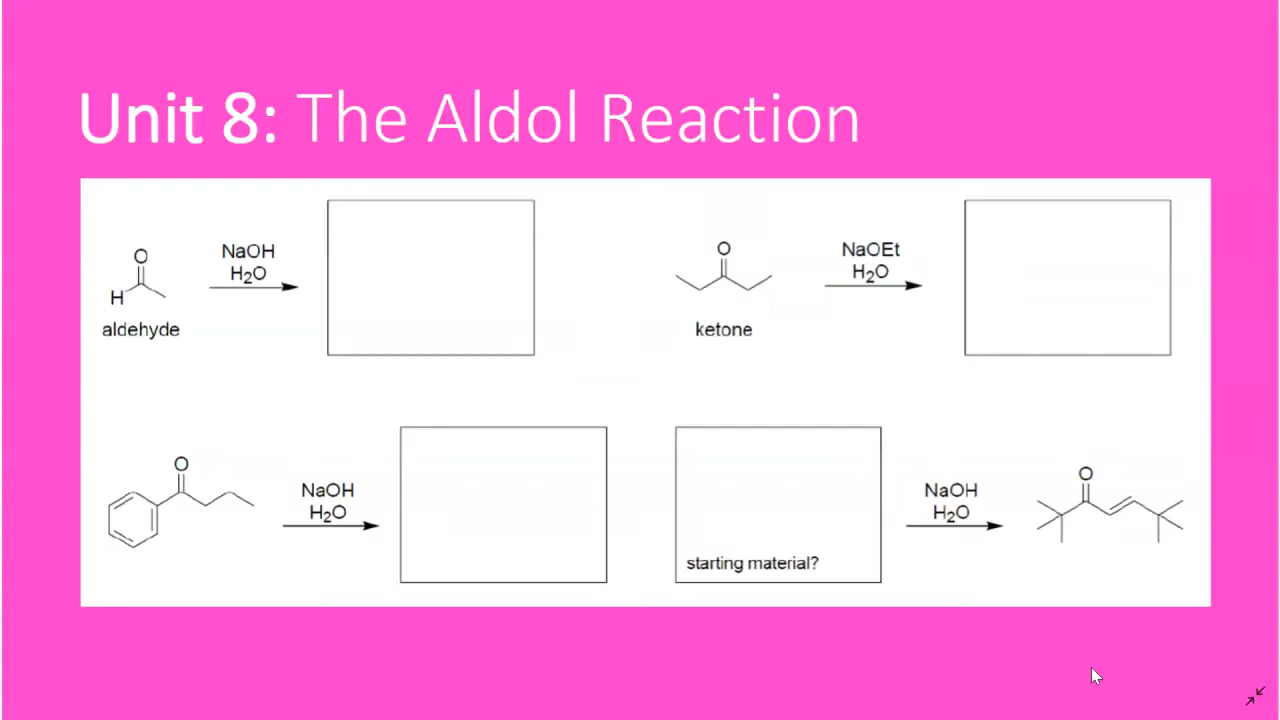 Unit 8: The Aldol Reaction
O
H
aldehyde
NaOH
H₂O
O
ketone
NaOEt
H₂O
O
NaOH
H₂O
starting material?
NaOH
H₂O
O